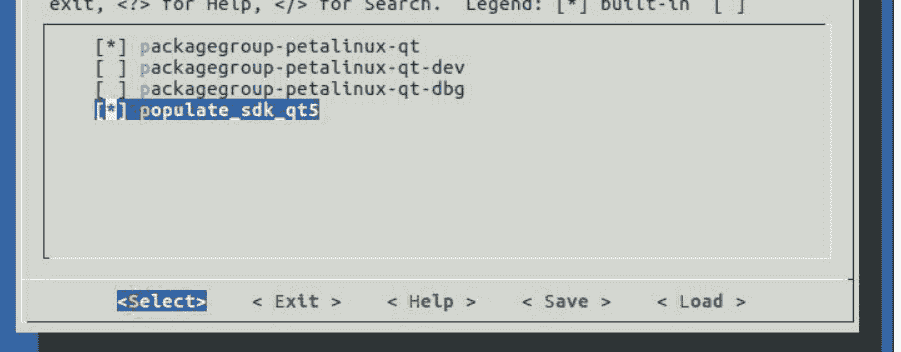 exit, <?> for Help, </> for Search.  Legend: [*] built-in  [ ]
[*] packagegroup-petalinux-qt
[ ] packagegroup-petalinux-qt-dev
[ ] packagegroup-petalinux-qt-dbg
[*] populate_sdk_qt5
<Select>    < Exit >    < Help >    < Save >    < Load >